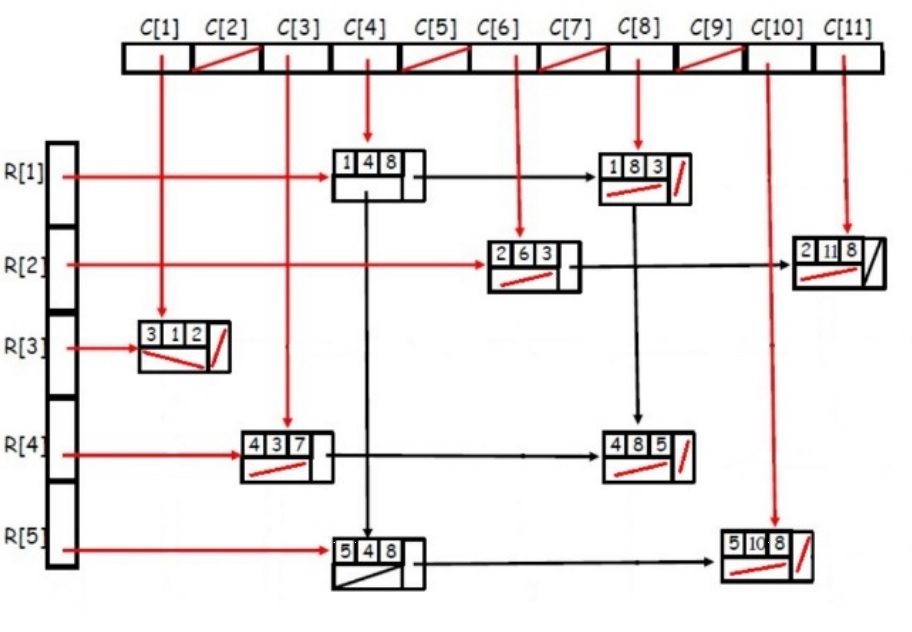 C[1] C[2] C[3] C[4] C[5] C[6] C[7] C[8] C[9] C[10] C[11]
R[1] 1 4 8 1 8 3
R[2] 2 6 3 2 11 8
R[3] 3 1 2
R[4] 4 3 7 4 8 5
R[5] 5 4 8 5 10 8